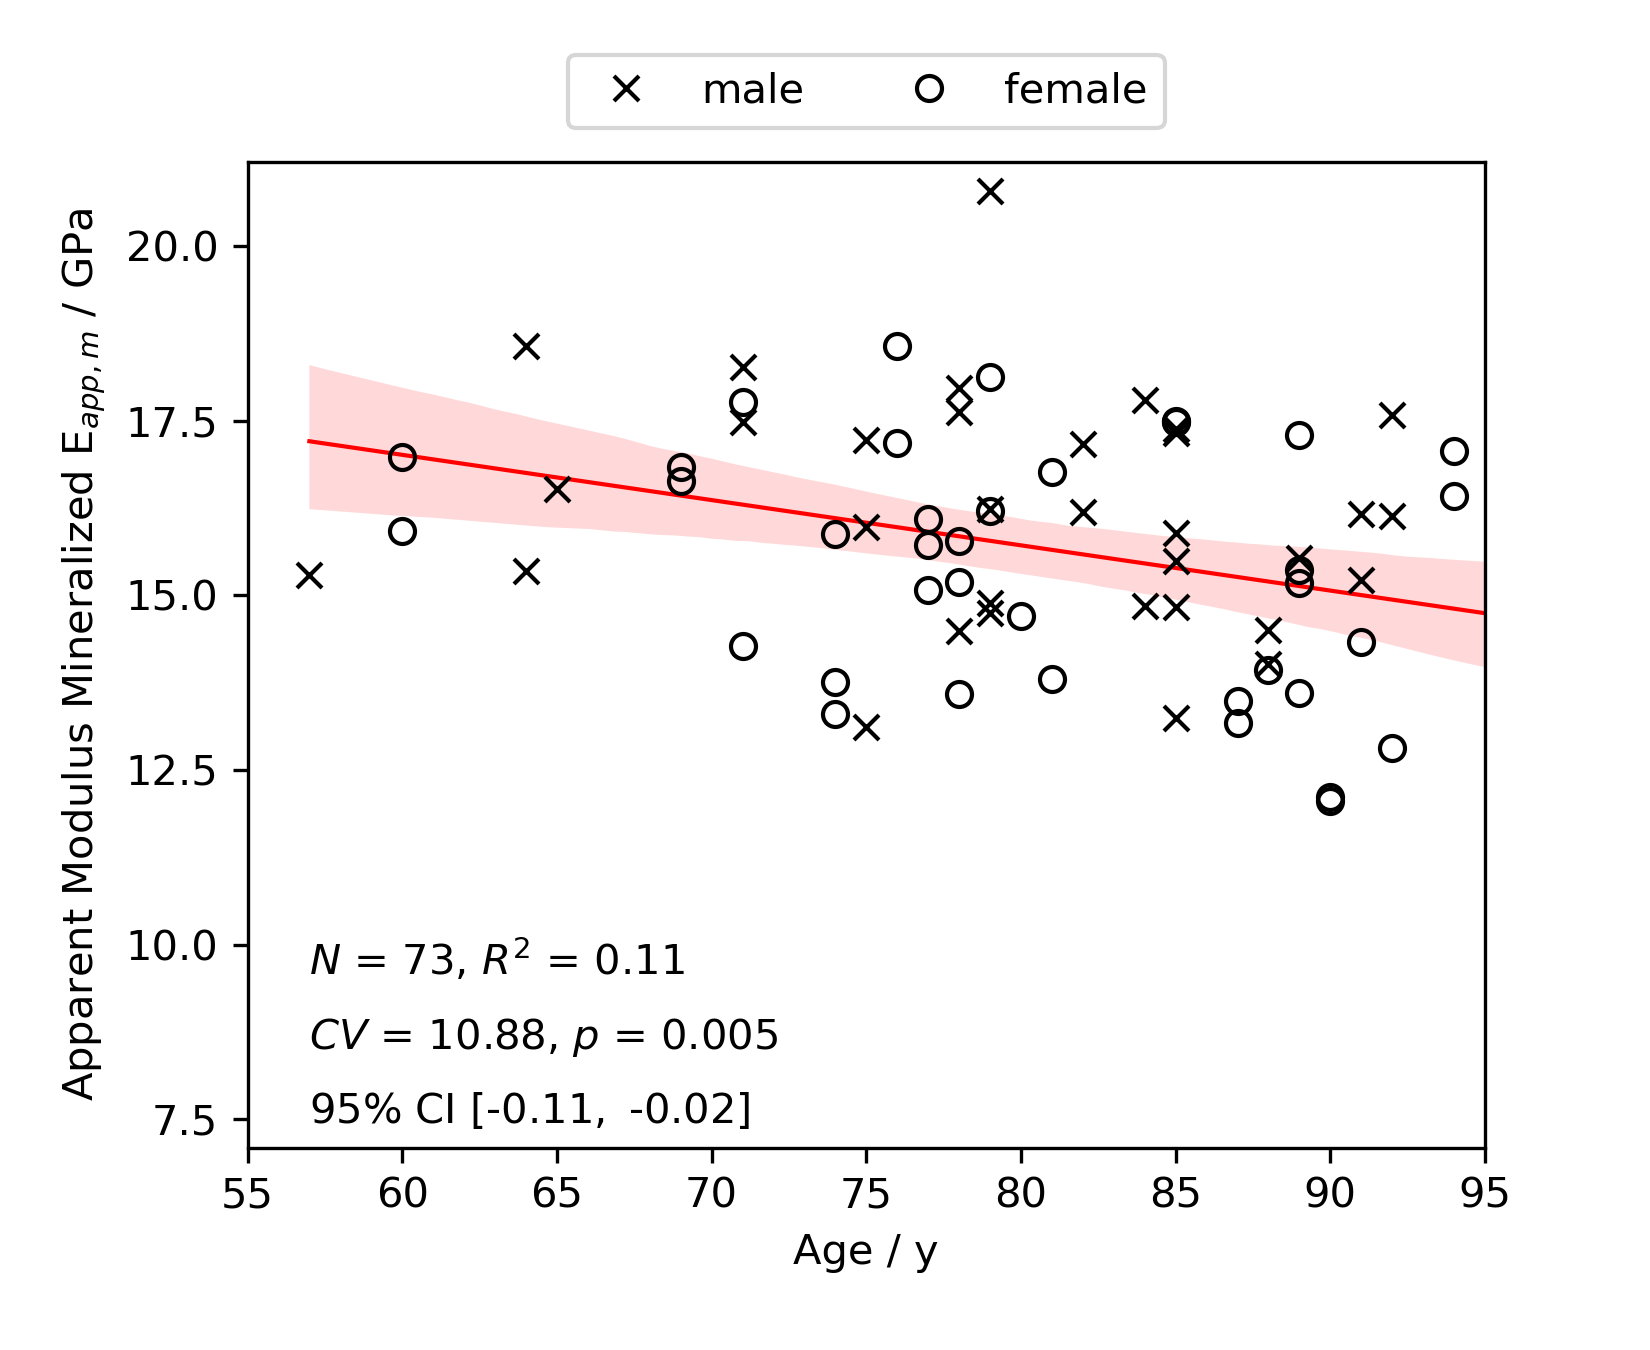 male female
Apparent Modulus Mineralized E_{app, m} / GPa
20.0
17.5
15.0
12.5
10.0
7.5
N = 73, R² = 0.11
CV = 10.88, p = 0.005
95% CI [-0.11, -0.02]
55 60 65 70 75 80 85 90 95
Age / y